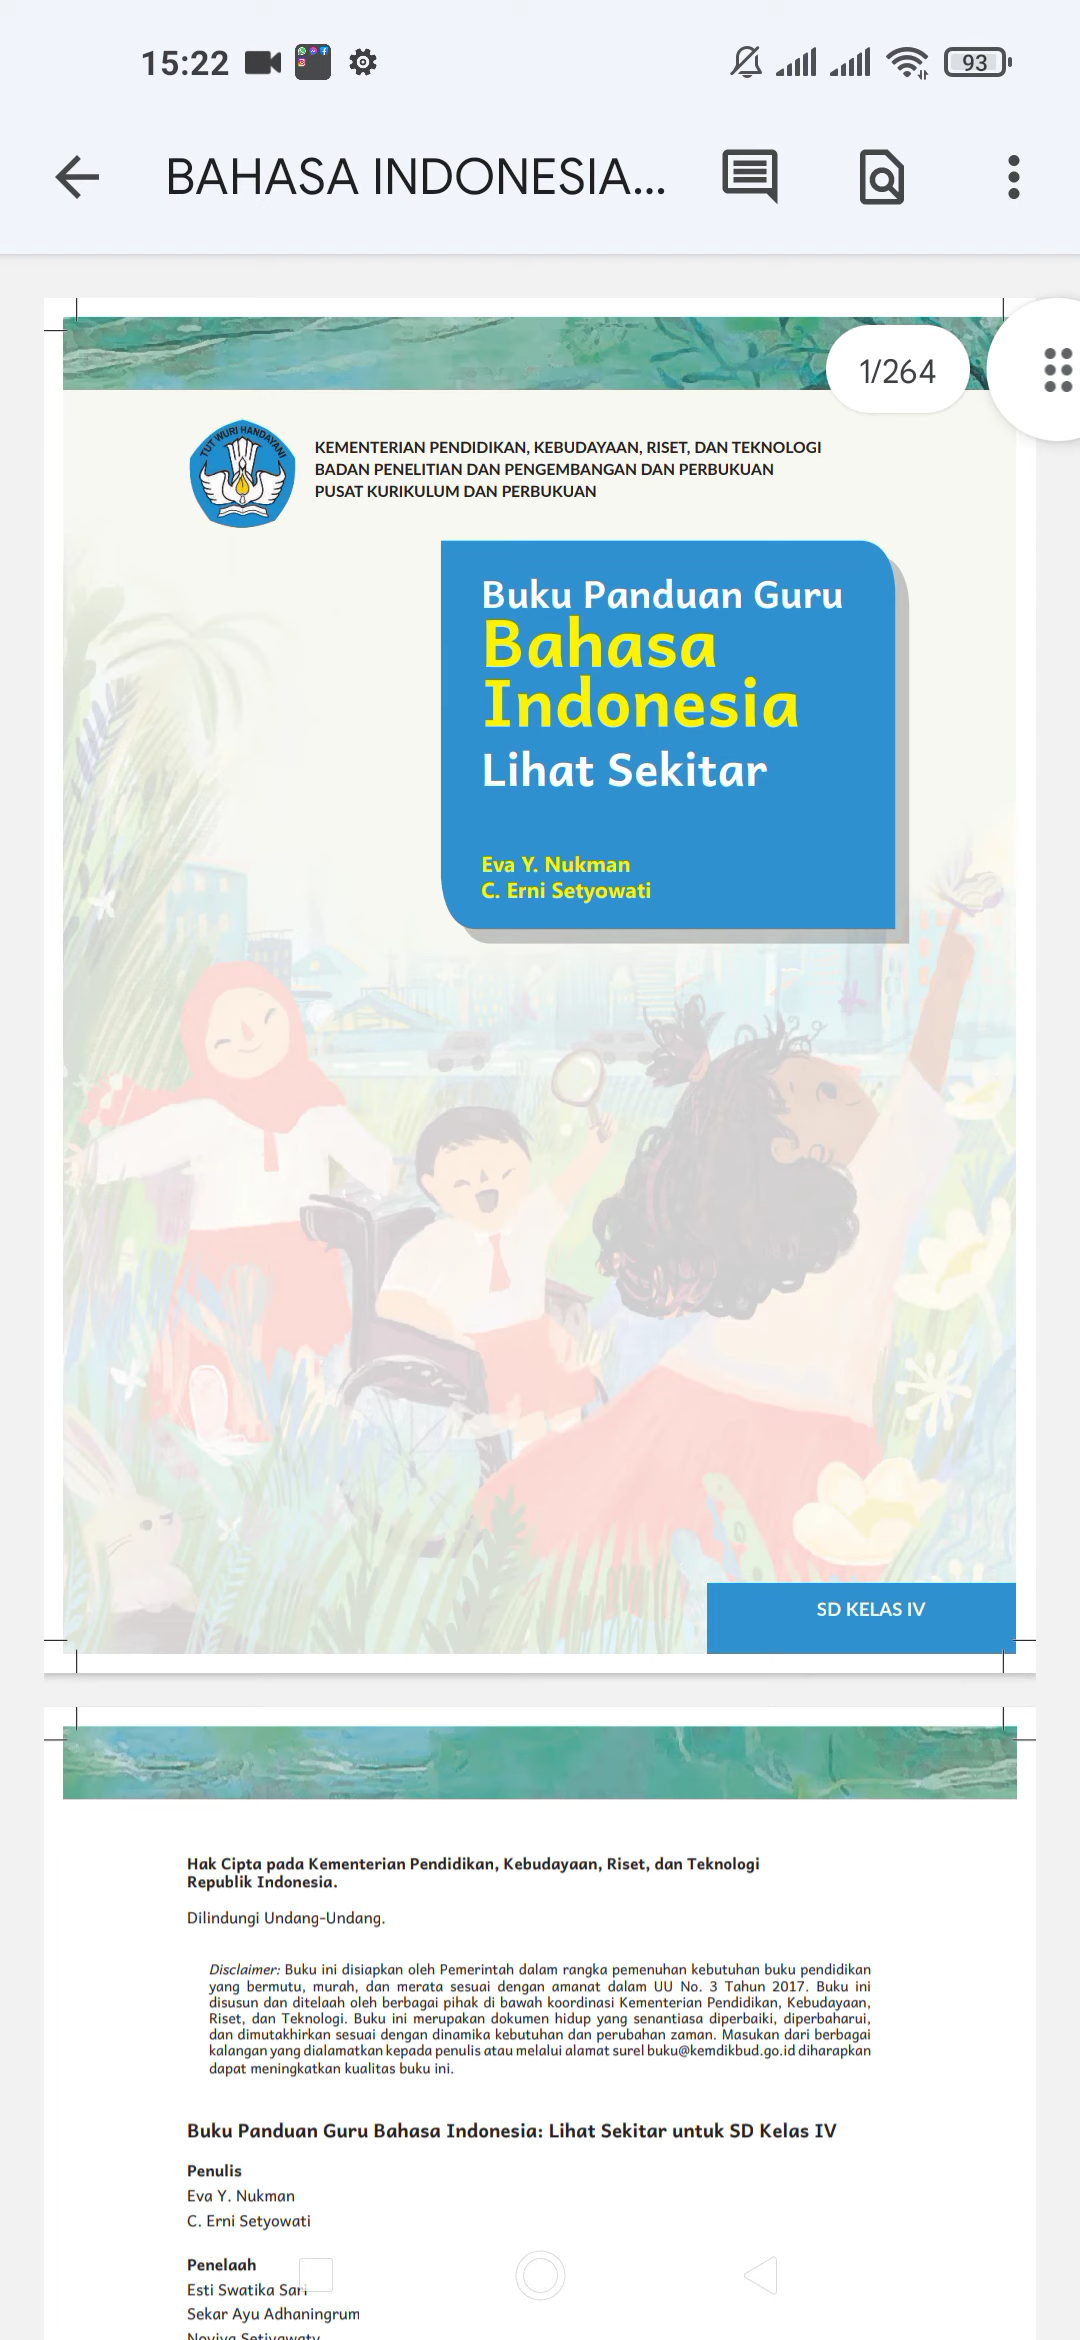 15:22
93
BAHASA INDONESIA...
1/264
TUT WURI HANDAYANI
KEMENTERIAN PENDIDIKAN, KEBUDAYAAN, RISET, DAN TEKNOLOGI
BADAN PENELITIAN DAN PENGEMBANGAN DAN PERBUKUAN
PUSAT KURIKULUM DAN PERBUKUAN
Buku Panduan Guru
Bahasa
Indonesia
Lihat Sekitar
Eva Y. Nukman
C. Erni Setyowati
SD KELAS IV
Hak Cipta pada Kementerian Pendidikan, Kebudayaan, Riset, dan Teknologi
Republik Indonesia.
Dilindungi Undang-Undang.
Disclaimer: Buku ini disiapkan oleh Pemerintah dalam rangka pemenuhan kebutuhan buku pendidikan
yang bermutu, murah, dan merata sesuai dengan amanat dalam UU No. 3 Tahun 2017. Buku ini
disusun dan ditelaah oleh berbagai pihak di bawah koordinasi Kementerian Pendidikan, Kebudayaan,
Riset, dan Teknologi. Buku ini merupakan dokumen hidup yang senantiasa diperbaiki, diperbaharui,
dan dimutakhirkan sesuai dengan dinamika kebutuhan dan perubahan zaman. Masukan dari berbagai
kalangan yang dialamatkan kepada penulis atau melalui alamat surel buku@kemdikbud.go.id diharapkan
dapat meningkatkan kualitas buku ini.
Buku Panduan Guru Bahasa Indonesia: Lihat Sekitar untuk SD Kelas IV
Penulis
Eva Y. Nukman
C. Erni Setyowati
Penelaah
Esti Swatika Sari
Sekar Ayu Adhaningrum